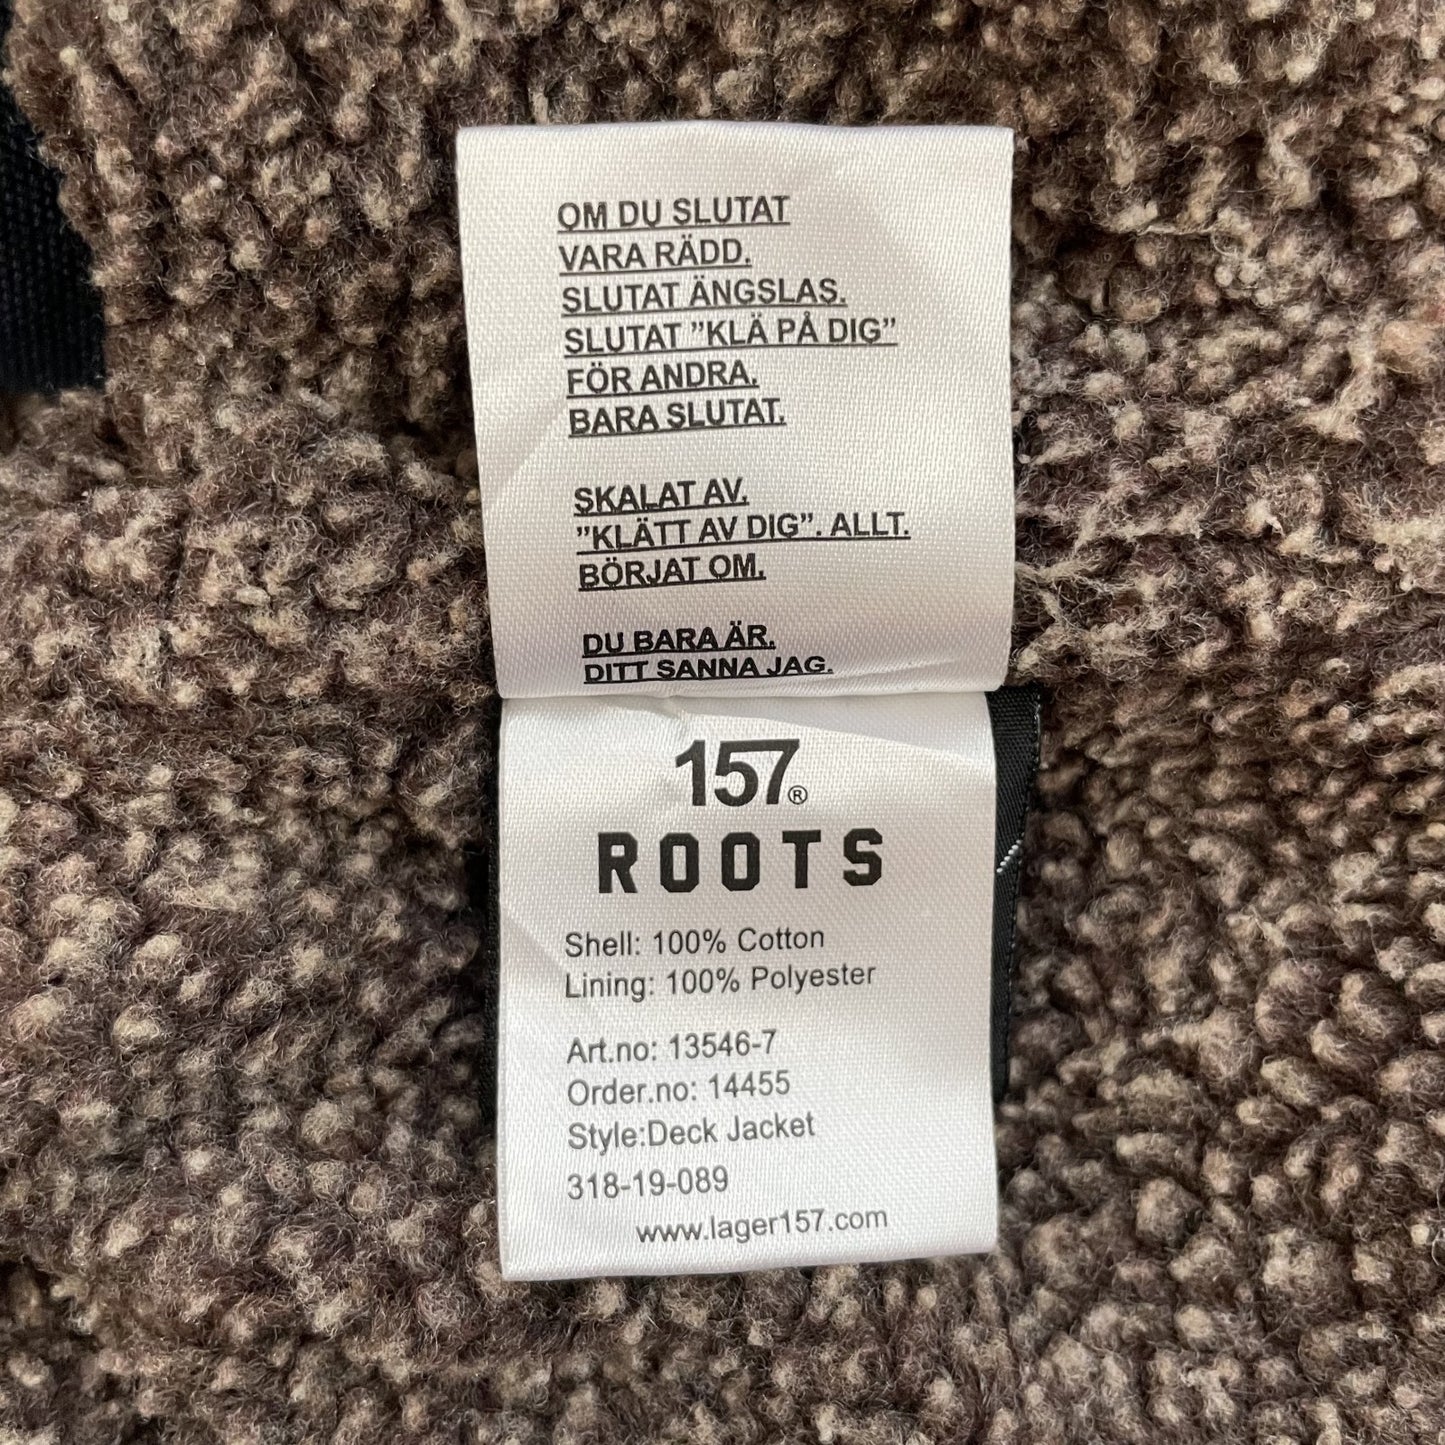 OM DU SLUTAT
VARA RÄDD.
SLUTAT ÄNGSLAS.
SLUTAT ”KLÄ PÅ DIG”
FÖR ANDRA.
BARA SLUTAT.
SKALAT AV.
”KLÄTT AV DIG”. ALLT.
BÖRJAT OM.
DU BARA ÄR.
DITT SANNA JAG.
157®
ROOTS
Shell: 100% Cotton
Lining: 100% Polyester
Art.no: 13546-7
Order.no: 14455
Style:Deck Jacket
318-19-089
www.lager157.com